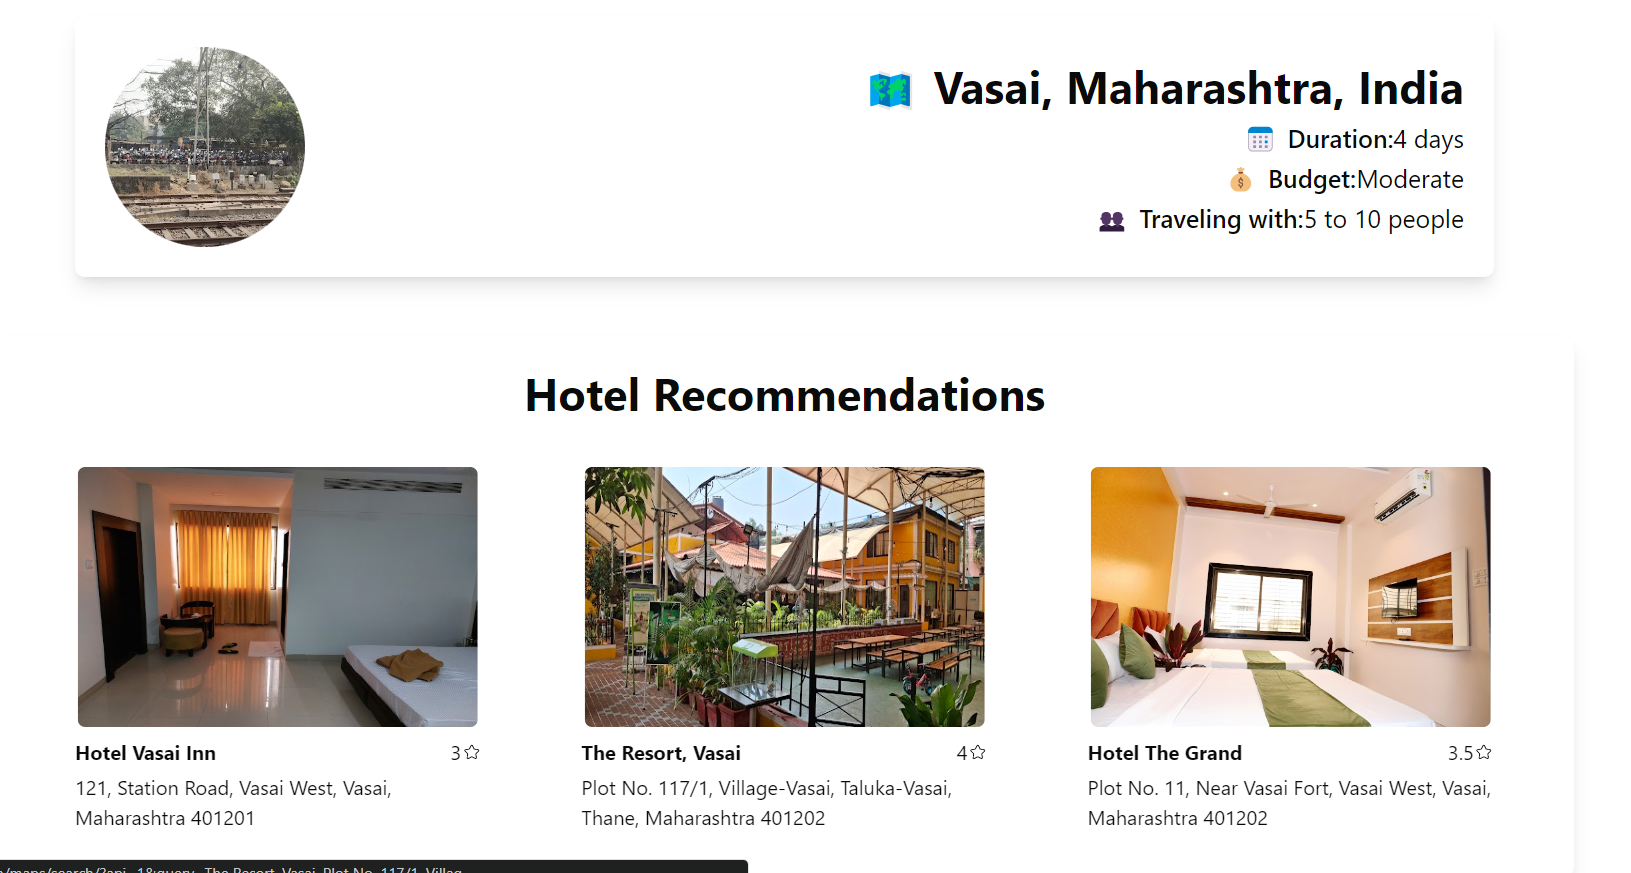 Vasai, Maharashtra, India
Duration:4 days
Budget:Moderate
Traveling with:5 to 10 people
Hotel Recommendations
Hotel Vasai Inn 3
121, Station Road, Vasai West, Vasai,
Maharashtra 401201
The Resort, Vasai 4
Plot No. 117/1, Village-Vasai, Taluka-Vasai,
Thane, Maharashtra 401202
Hotel The Grand 3.5
Plot No. 11, Near Vasai Fort, Vasai West, Vasai,
Maharashtra 401202
/maps/search/?api=1&query=The Resort, Vasai, Plot No. 117/1, Villag